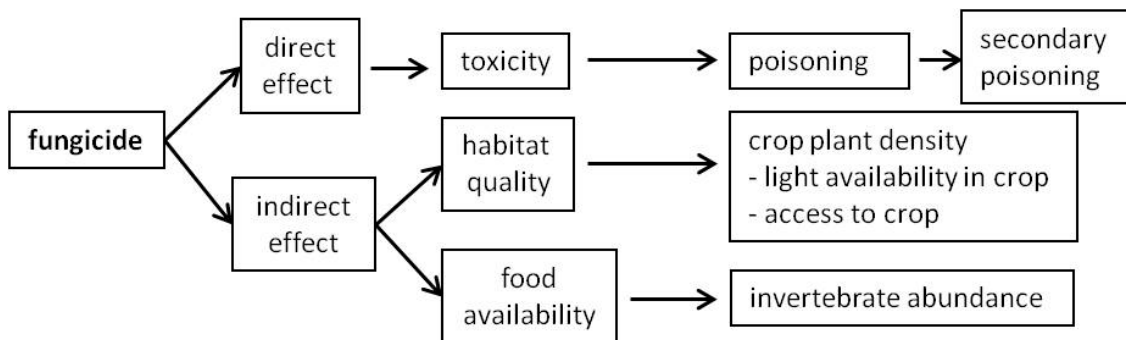 fungicide
direct
effect
toxicity
poisoning
secondary
poisoning
indirect
effect
habitat
quality
crop plant density
- light availability in crop
- access to crop
food
availability
invertebrate abundance